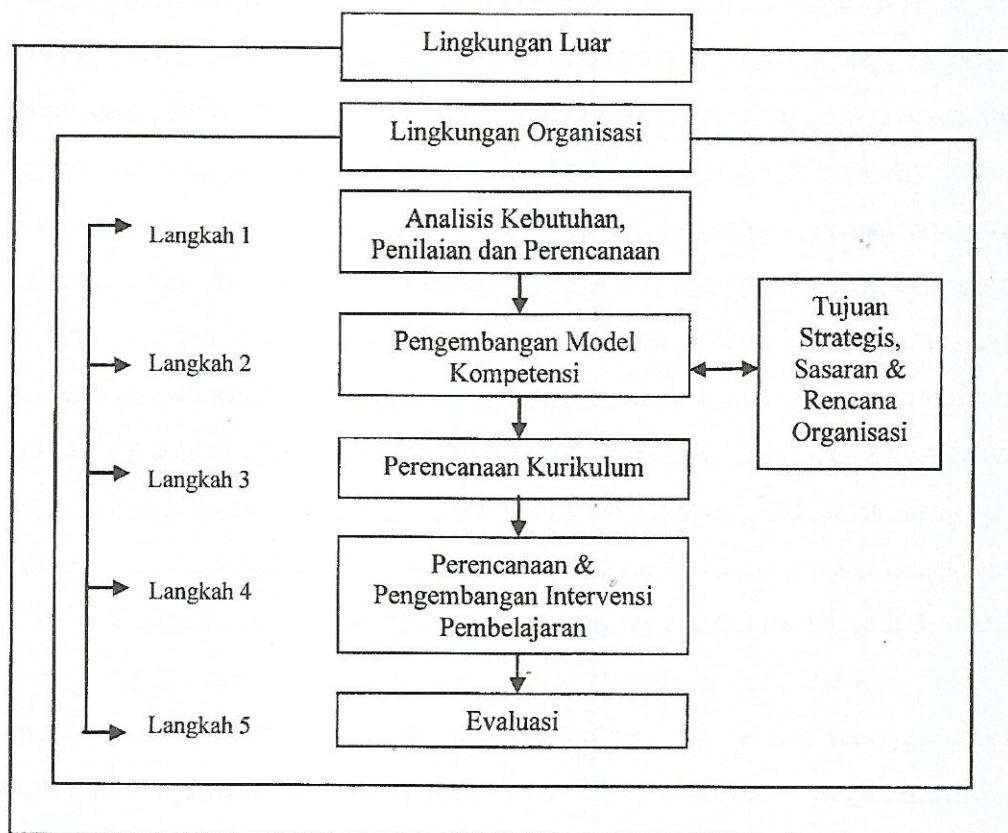 Lingkungan Luar
Lingkungan Organisasi
Langkah 1
Analisis Kebutuhan,
Penilaian dan Perencanaan
Langkah 2
Pengembangan Model
Kompetensi
Tujuan
Strategis,
Sasaran &
Rencana
Organisasi
Langkah 3
Perencanaan Kurikulum
Langkah 4
Perencanaan &
Pengembangan Intervensi
Pembelajaran
Langkah 5
Evaluasi